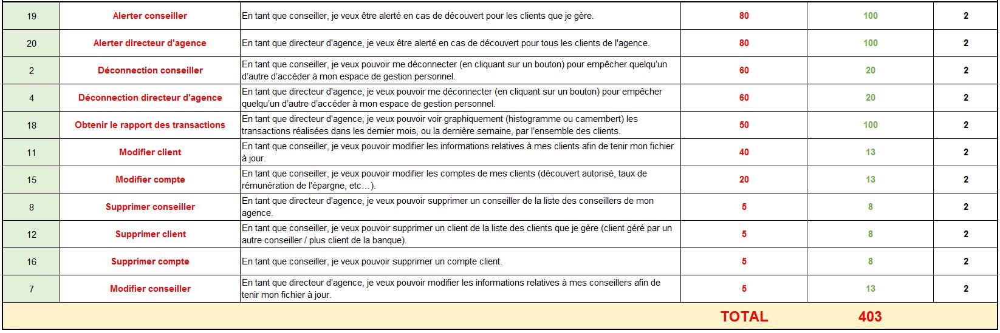 19 Alerter conseiller En tant que conseiller, je veux être alerté en cas de découvert pour les clients que je gère. 80 100 2
20 Alerter directeur d'agence En tant que directeur d'agence, je veux être alerté en cas de découvert pour tous les clients de l'agence. 80 100 2
2 Déconnection conseiller En tant que conseiller, je veux pouvoir me déconnecter (en cliquant sur un bouton) pour empêcher quelqu’un
d’autre d’accéder à mon espace de gestion personnel. 60 20 2
4 Déconnection directeur d'agence En tant que directeur d'agence, je veux pouvoir me déconnecter (en cliquant sur un bouton) pour empêcher
quelqu’un d’autre d’accéder à mon espace de gestion personnel. 60 20 2
18 Obtenir le rapport des transactions En tant que directeur d'agence, je veux pouvoir voir graphiquement (histogramme ou camembert) les
transactions réalisées dans les dernier mois, ou la dernière semaine, par l’ensemble des clients. 50 100 2
11 Modifier client En tant que conseiller, je veux pouvoir modifier les informations relatives à mes clients afin de tenir mon fichier
à jour. 40 13 2
15 Modifier compte En tant que conseiller, je veux pouvoir modifier les comptes de mes clients (découvert autorisé, taux de
rémunération de l'épargne, etc…). 20 13 2
8 Supprimer conseiller En tant que directeur d'agence, je veux pouvoir supprimer un conseiller de la liste des conseillers de mon
agence. 5 8 2
12 Supprimer client En tant que conseiller, je veux pouvoir supprimer un client de la liste des clients que je gère (client géré par un
autre conseiller / plus client de la banque). 5 8 2
16 Supprimer compte En tant que conseiller, je veux pouvoir supprimer un compte client. 5 8 2
7 Modifier conseiller En tant que directeur d'agence, je veux pouvoir modifier les informations relatives à mes conseillers afin de
tenir mon fichier à jour. 5 13 2
TOTAL 403